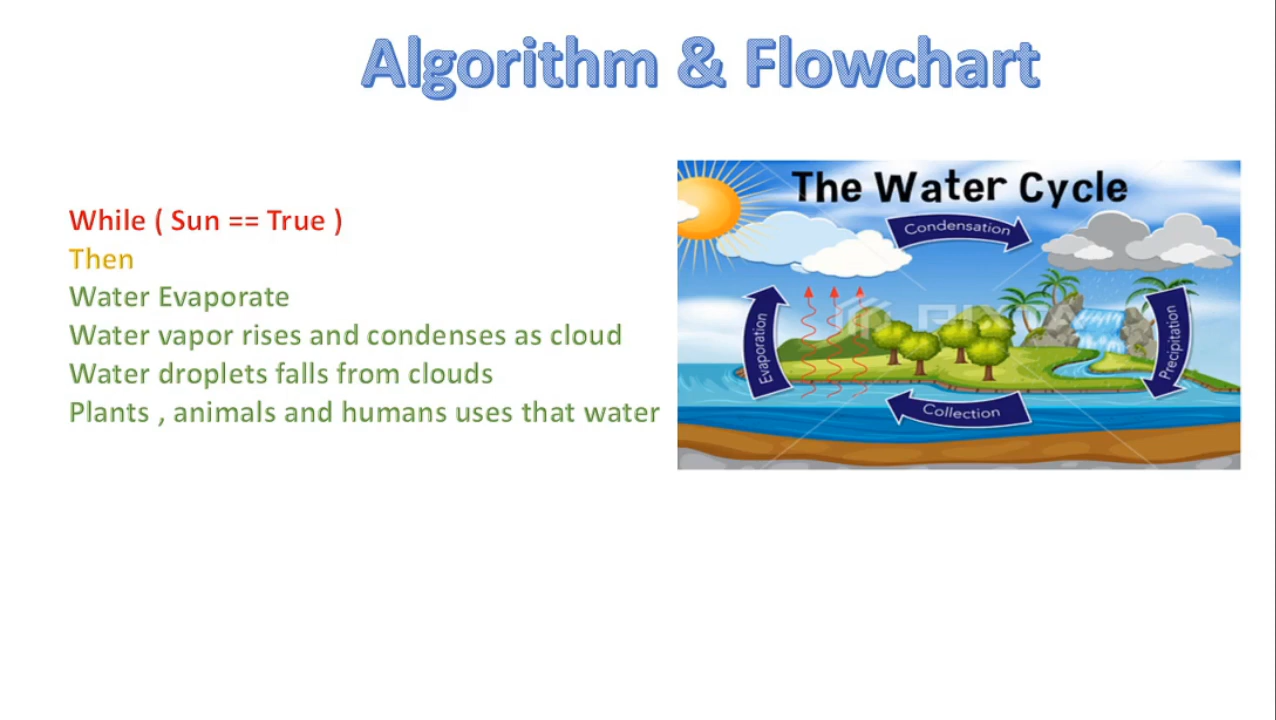 Algorithm & Flowchart
While ( Sun == True )
Then
Water Evaporate
Water vapor rises and condenses as cloud
Water droplets falls from clouds
Plants , animals and humans uses that water
The Water Cycle
Condensation
Evaporation
Precipitation
Collection